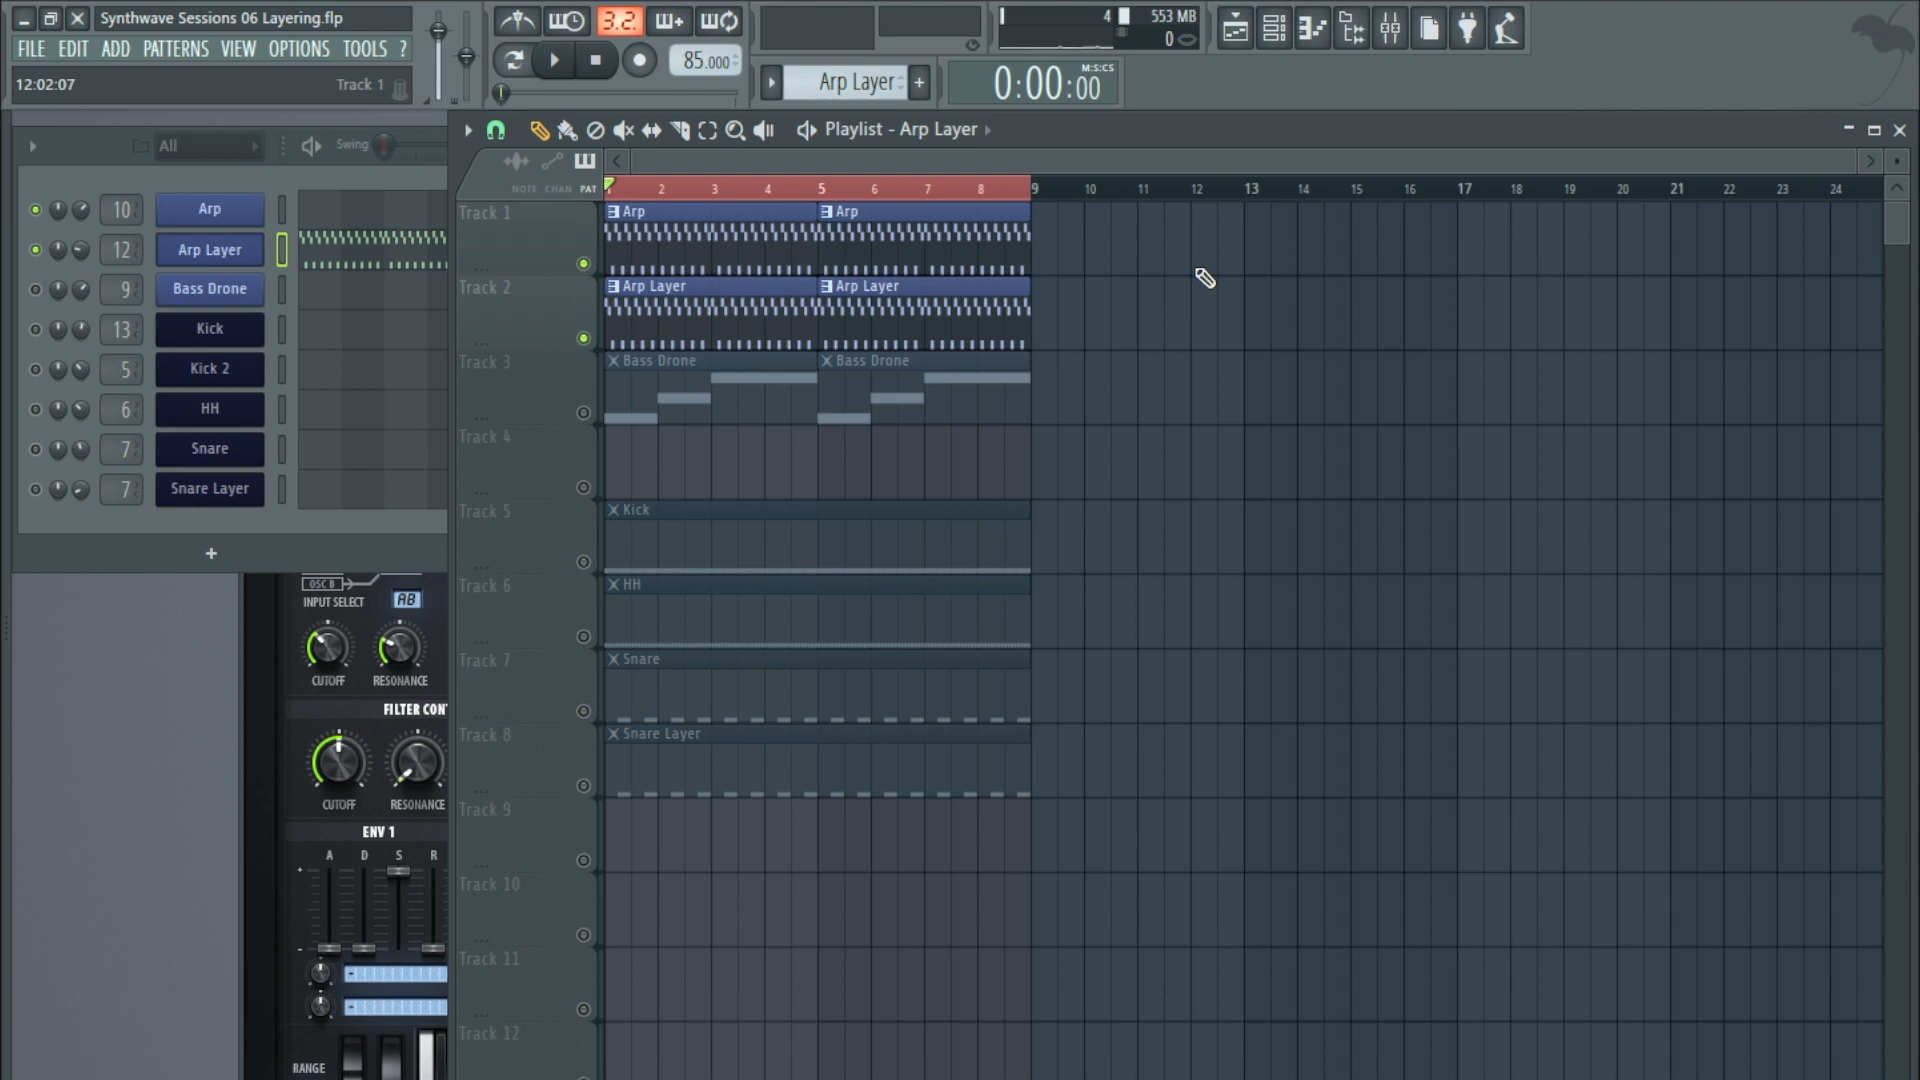 Synthwave Sessions 06 Layering.flp
FILE EDIT ADD PATTERNS VIEW OPTIONS TOOLS ?
12:02:07 Track 1
3.2.
85.000
4 553 MB
0
Arp Layer +
M:S:CS
0:00:00
All Swing
10 Arp
12 Arp Layer
9 Bass Drone
13 Kick
5 Kick 2
6 HH
7 Snare
7 Snare Layer
+
OSC B
INPUT SELECT AB
CUTOFF RESONANCE
FILTER CON
CUTOFF RESONANCE
ENV 1
A D S R
+
-
RANGE
Playlist - Arp Layer
NOTE CHAN PAT
1 2 3 4 5 6 7 8 9 10 11 12 13 14 15 16 17 18 19 20 21 22 23 24
Track 1 Arp Arp
Track 2 Arp Layer Arp Layer
Track 3 Bass Drone Bass Drone
Track 4
Track 5 Kick
Track 6 HH
Track 7 Snare
Track 8 Snare Layer
Track 9
Track 10
Track 11
Track 12